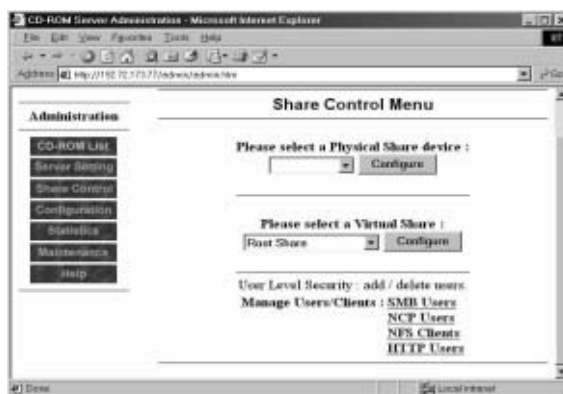 CD-ROM Server Administration - Microsoft Internet Explorer
File Edit View Favorites Tools Help
Address http://192.72.173.77/admin/admin.htm Go
Administration
CD-ROM List
Server Setting
Share Control
Configuration
Statistics
Maintenance
Help
Share Control Menu
Please select a Physical Share device :
Configure
Please select a Virtual Share :
Root Share Configure
User Level Security : add / delete users.
Manage Users/Clients : SMB Users
NCP Users
NFS Clients
HTTP Users
Done Local intranet